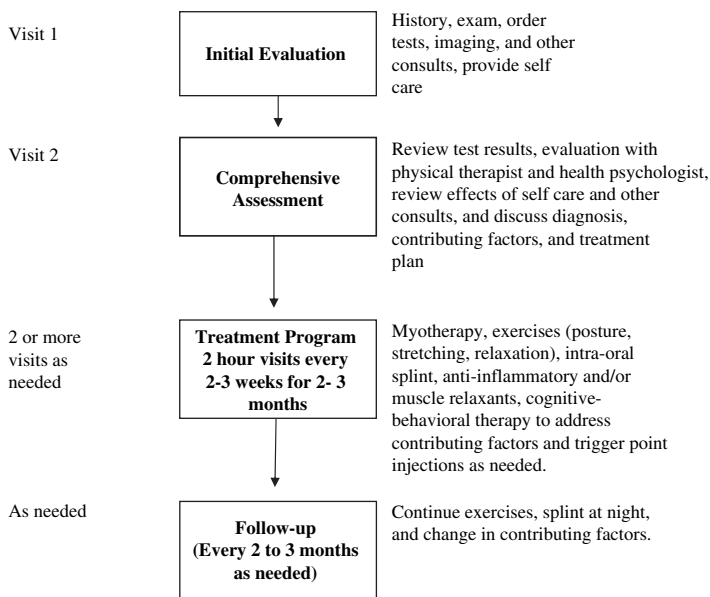 Visit 1
Initial Evaluation
History, exam, order
tests, imaging, and other
consults, provide self
care
Visit 2
Comprehensive
Assessment
Review test results, evaluation with
physical therapist and health psychologist,
review effects of self care and other
consults, and discuss diagnosis,
contributing factors, and treatment
plan
2 or more
visits as
needed
Treatment Program
2 hour visits every
2-3 weeks for 2- 3
months
Myotherapy, exercises (posture,
stretching, relaxation), intra-oral
splint, anti-inflammatory and/or
muscle relaxants, cognitive-
behavioral therapy to address
contributing factors and trigger point
injections as needed.
As needed
Follow-up
(Every 2 to 3 months
as needed)
Continue exercises, splint at night,
and change in contributing factors.